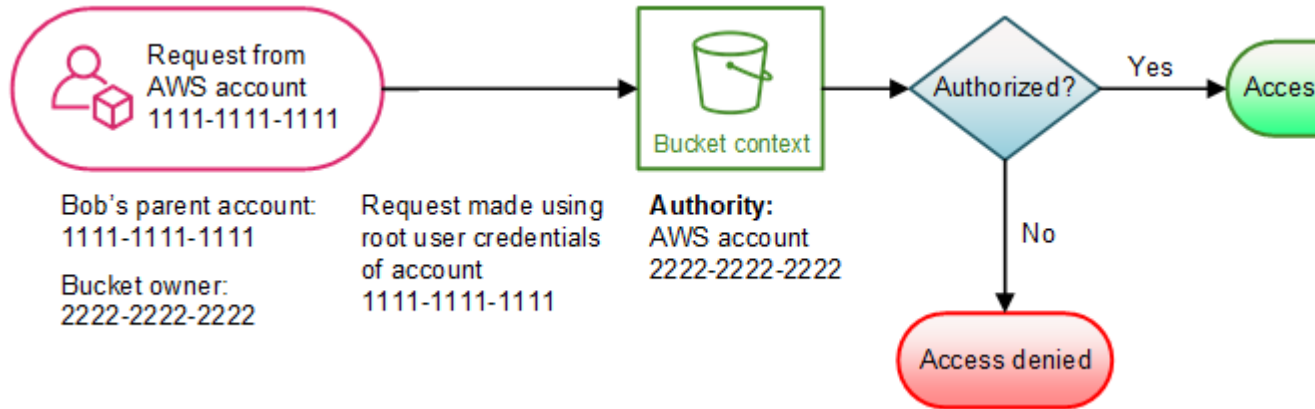 Request from
AWS account
1111-1111-1111
Bucket context
Authorized?
Yes
Acces
No
Access denied
Bob's parent account:
1111-1111-1111
Bucket owner:
2222-2222-2222
Request made using
root user credentials
of account
1111-1111-1111
Authority:
AWS account
2222-2222-2222